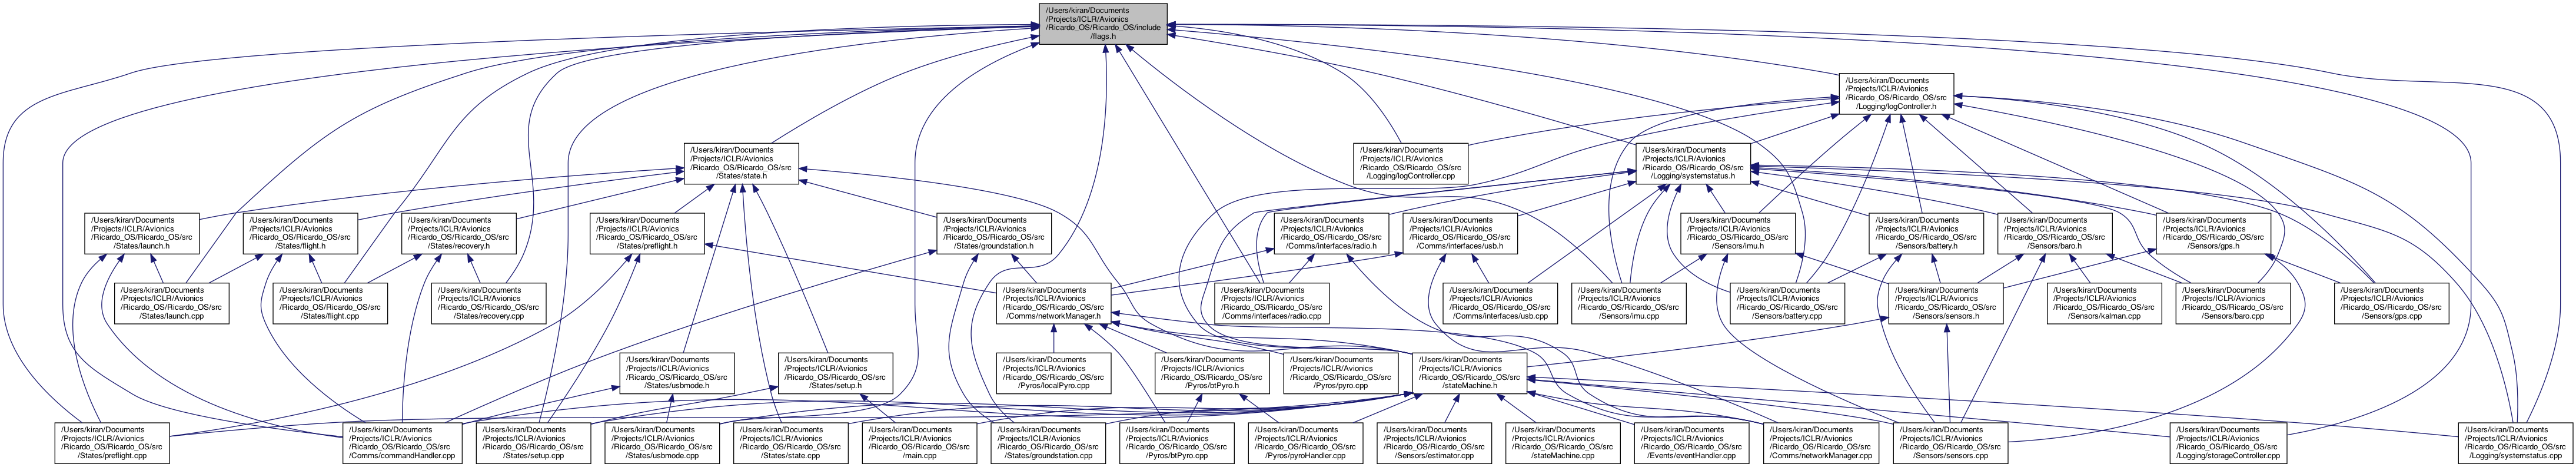 /Users/kiran/Documents
/Projects/ICLR/Avionics
/Ricardo_OS/Ricardo_OS/include
/flags.h
/Users/kiran/Documents
/Projects/ICLR/Avionics
/Ricardo_OS/Ricardo_OS/src
/Logging/logController.h
/Users/kiran/Documents
/Projects/ICLR/Avionics
/Ricardo_OS/Ricardo_OS/src
/States/state.h
/Users/kiran/Documents
/Projects/ICLR/Avionics
/Ricardo_OS/Ricardo_OS/src
/Logging/logController.cpp
/Users/kiran/Documents
/Projects/ICLR/Avionics
/Ricardo_OS/Ricardo_OS/src
/Logging/systemstatus.h
/Users/kiran/Documents
/Projects/ICLR/Avionics
/Ricardo_OS/Ricardo_OS/src
/States/launch.h
/Users/kiran/Documents
/Projects/ICLR/Avionics
/Ricardo_OS/Ricardo_OS/src
/States/flight.h
/Users/kiran/Documents
/Projects/ICLR/Avionics
/Ricardo_OS/Ricardo_OS/src
/States/recovery.h
/Users/kiran/Documents
/Projects/ICLR/Avionics
/Ricardo_OS/Ricardo_OS/src
/States/preflight.h
/Users/kiran/Documents
/Projects/ICLR/Avionics
/Ricardo_OS/Ricardo_OS/src
/States/groundstation.h
/Users/kiran/Documents
/Projects/ICLR/Avionics
/Ricardo_OS/Ricardo_OS/src
/Comms/interfaces/radio.h
/Users/kiran/Documents
/Projects/ICLR/Avionics
/Ricardo_OS/Ricardo_OS/src
/Comms/interfaces/usb.h
/Users/kiran/Documents
/Projects/ICLR/Avionics
/Ricardo_OS/Ricardo_OS/src
/Sensors/imu.h
/Users/kiran/Documents
/Projects/ICLR/Avionics
/Ricardo_OS/Ricardo_OS/src
/Sensors/battery.h
/Users/kiran/Documents
/Projects/ICLR/Avionics
/Ricardo_OS/Ricardo_OS/src
/Sensors/baro.h
/Users/kiran/Documents
/Projects/ICLR/Avionics
/Ricardo_OS/Ricardo_OS/src
/Sensors/gps.h
/Users/kiran/Documents
/Projects/ICLR/Avionics
/Ricardo_OS/Ricardo_OS/src
/States/launch.cpp
/Users/kiran/Documents
/Projects/ICLR/Avionics
/Ricardo_OS/Ricardo_OS/src
/States/flight.cpp
/Users/kiran/Documents
/Projects/ICLR/Avionics
/Ricardo_OS/Ricardo_OS/src
/States/recovery.cpp
/Users/kiran/Documents
/Projects/ICLR/Avionics
/Ricardo_OS/Ricardo_OS/src
/Comms/networkManager.h
/Users/kiran/Documents
/Projects/ICLR/Avionics
/Ricardo_OS/Ricardo_OS/src
/Comms/interfaces/radio.cpp
/Users/kiran/Documents
/Projects/ICLR/Avionics
/Ricardo_OS/Ricardo_OS/src
/Comms/interfaces/usb.cpp
/Users/kiran/Documents
/Projects/ICLR/Avionics
/Ricardo_OS/Ricardo_OS/src
/Sensors/imu.cpp
/Users/kiran/Documents
/Projects/ICLR/Avionics
/Ricardo_OS/Ricardo_OS/src
/Sensors/battery.cpp
/Users/kiran/Documents
/Projects/ICLR/Avionics
/Ricardo_OS/Ricardo_OS/src
/Sensors/sensors.h
/Users/kiran/Documents
/Projects/ICLR/Avionics
/Ricardo_OS/Ricardo_OS/src
/Sensors/kalman.cpp
/Users/kiran/Documents
/Projects/ICLR/Avionics
/Ricardo_OS/Ricardo_OS/src
/Sensors/baro.cpp
/Users/kiran/Documents
/Projects/ICLR/Avionics
/Ricardo_OS/Ricardo_OS/src
/Sensors/gps.cpp
/Users/kiran/Documents
/Projects/ICLR/Avionics
/Ricardo_OS/Ricardo_OS/src
/States/usbmode.h
/Users/kiran/Documents
/Projects/ICLR/Avionics
/Ricardo_OS/Ricardo_OS/src
/States/setup.h
/Users/kiran/Documents
/Projects/ICLR/Avionics
/Ricardo_OS/Ricardo_OS/src
/Pyros/localPyro.cpp
/Users/kiran/Documents
/Projects/ICLR/Avionics
/Ricardo_OS/Ricardo_OS/src
/Pyros/btPyro.h
/Users/kiran/Documents
/Projects/ICLR/Avionics
/Ricardo_OS/Ricardo_OS/src
/Pyros/pyro.cpp
/Users/kiran/Documents
/Projects/ICLR/Avionics
/Ricardo_OS/Ricardo_OS/src
/stateMachine.h
/Users/kiran/Documents
/Projects/ICLR/Avionics
/Ricardo_OS/Ricardo_OS/src
/States/preflight.cpp
/Users/kiran/Documents
/Projects/ICLR/Avionics
/Ricardo_OS/Ricardo_OS/src
/Comms/commandHandler.cpp
/Users/kiran/Documents
/Projects/ICLR/Avionics
/Ricardo_OS/Ricardo_OS/src
/States/setup.cpp
/Users/kiran/Documents
/Projects/ICLR/Avionics
/Ricardo_OS/Ricardo_OS/src
/States/usbmode.cpp
/Users/kiran/Documents
/Projects/ICLR/Avionics
/Ricardo_OS/Ricardo_OS/src
/States/state.cpp
/Users/kiran/Documents
/Projects/ICLR/Avionics
/Ricardo_OS/Ricardo_OS/src
/main.cpp
/Users/kiran/Documents
/Projects/ICLR/Avionics
/Ricardo_OS/Ricardo_OS/src
/States/groundstation.cpp
/Users/kiran/Documents
/Projects/ICLR/Avionics
/Ricardo_OS/Ricardo_OS/src
/Pyros/btPyro.cpp
/Users/kiran/Documents
/Projects/ICLR/Avionics
/Ricardo_OS/Ricardo_OS/src
/Pyros/pyroHandler.cpp
/Users/kiran/Documents
/Projects/ICLR/Avionics
/Ricardo_OS/Ricardo_OS/src
/Sensors/estimator.cpp
/Users/kiran/Documents
/Projects/ICLR/Avionics
/Ricardo_OS/Ricardo_OS/src
/stateMachine.cpp
/Users/kiran/Documents
/Projects/ICLR/Avionics
/Ricardo_OS/Ricardo_OS/src
/Events/eventHandler.cpp
/Users/kiran/Documents
/Projects/ICLR/Avionics
/Ricardo_OS/Ricardo_OS/src
/Comms/networkManager.cpp
/Users/kiran/Documents
/Projects/ICLR/Avionics
/Ricardo_OS/Ricardo_OS/src
/Sensors/sensors.cpp
/Users/kiran/Documents
/Projects/ICLR/Avionics
/Ricardo_OS/Ricardo_OS/src
/Logging/storageController.cpp
/Users/kiran/Documents
/Projects/ICLR/Avionics
/Ricardo_OS/Ricardo_OS/src
/Logging/systemstatus.cpp